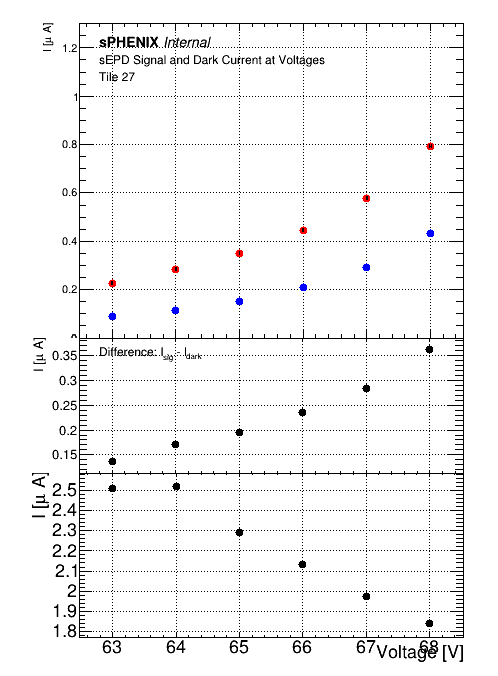 I [μ A]
1.2
sPHENIX Internal
sEPD Signal and Dark Current at Voltages
Tile 27
1
0.8
0.6
0.4
0.2
I [μ A]
Difference: Isig - Idark
0.35
0.3
0.25
0.2
0.15
I [μ A]
2.5
2.4
2.3
2.2
2.1
2
1.9
1.8
63 64 65 66 67 68
Voltage [V]